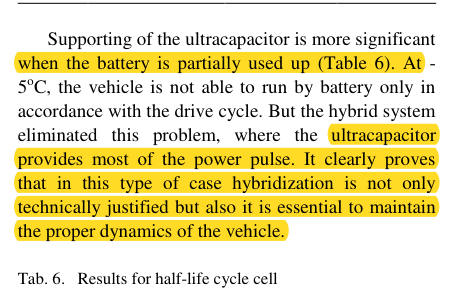 Supporting of the ultracapacitor is more significant
when the battery is partially used up (Table 6). At -
5°C, the vehicle is not able to run by battery only in
accordance with the drive cycle. But the hybrid system
eliminated this problem, where the ultracapacitor
provides most of the power pulse. It clearly proves
that in this type of case hybridization is not only
technically justified but also it is essential to maintain
the proper dynamics of the vehicle.
Tab. 6. Results for half-life cycle cell